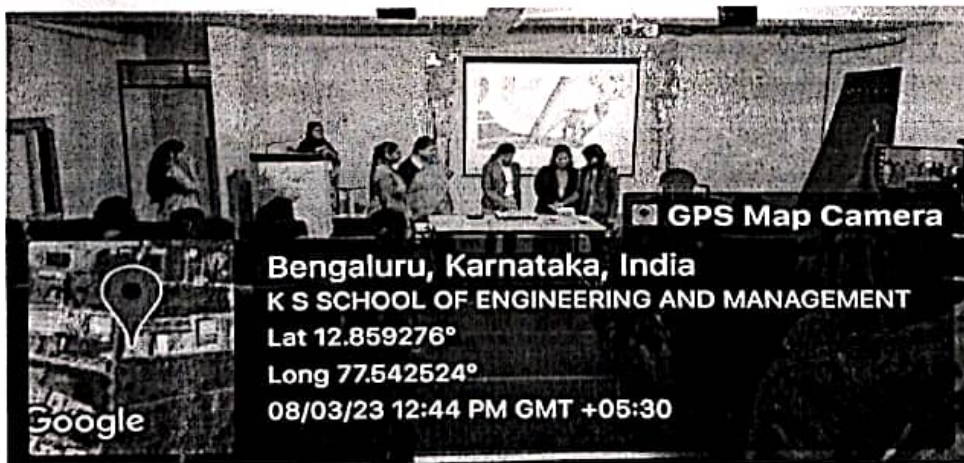 GPS Map Camera
Bengaluru, Karnataka, India
K S SCHOOL OF ENGINEERING AND MANAGEMENT
Lat 12.859276°
Long 77.542524°
08/03/23 12:44 PM GMT +05:30
Google